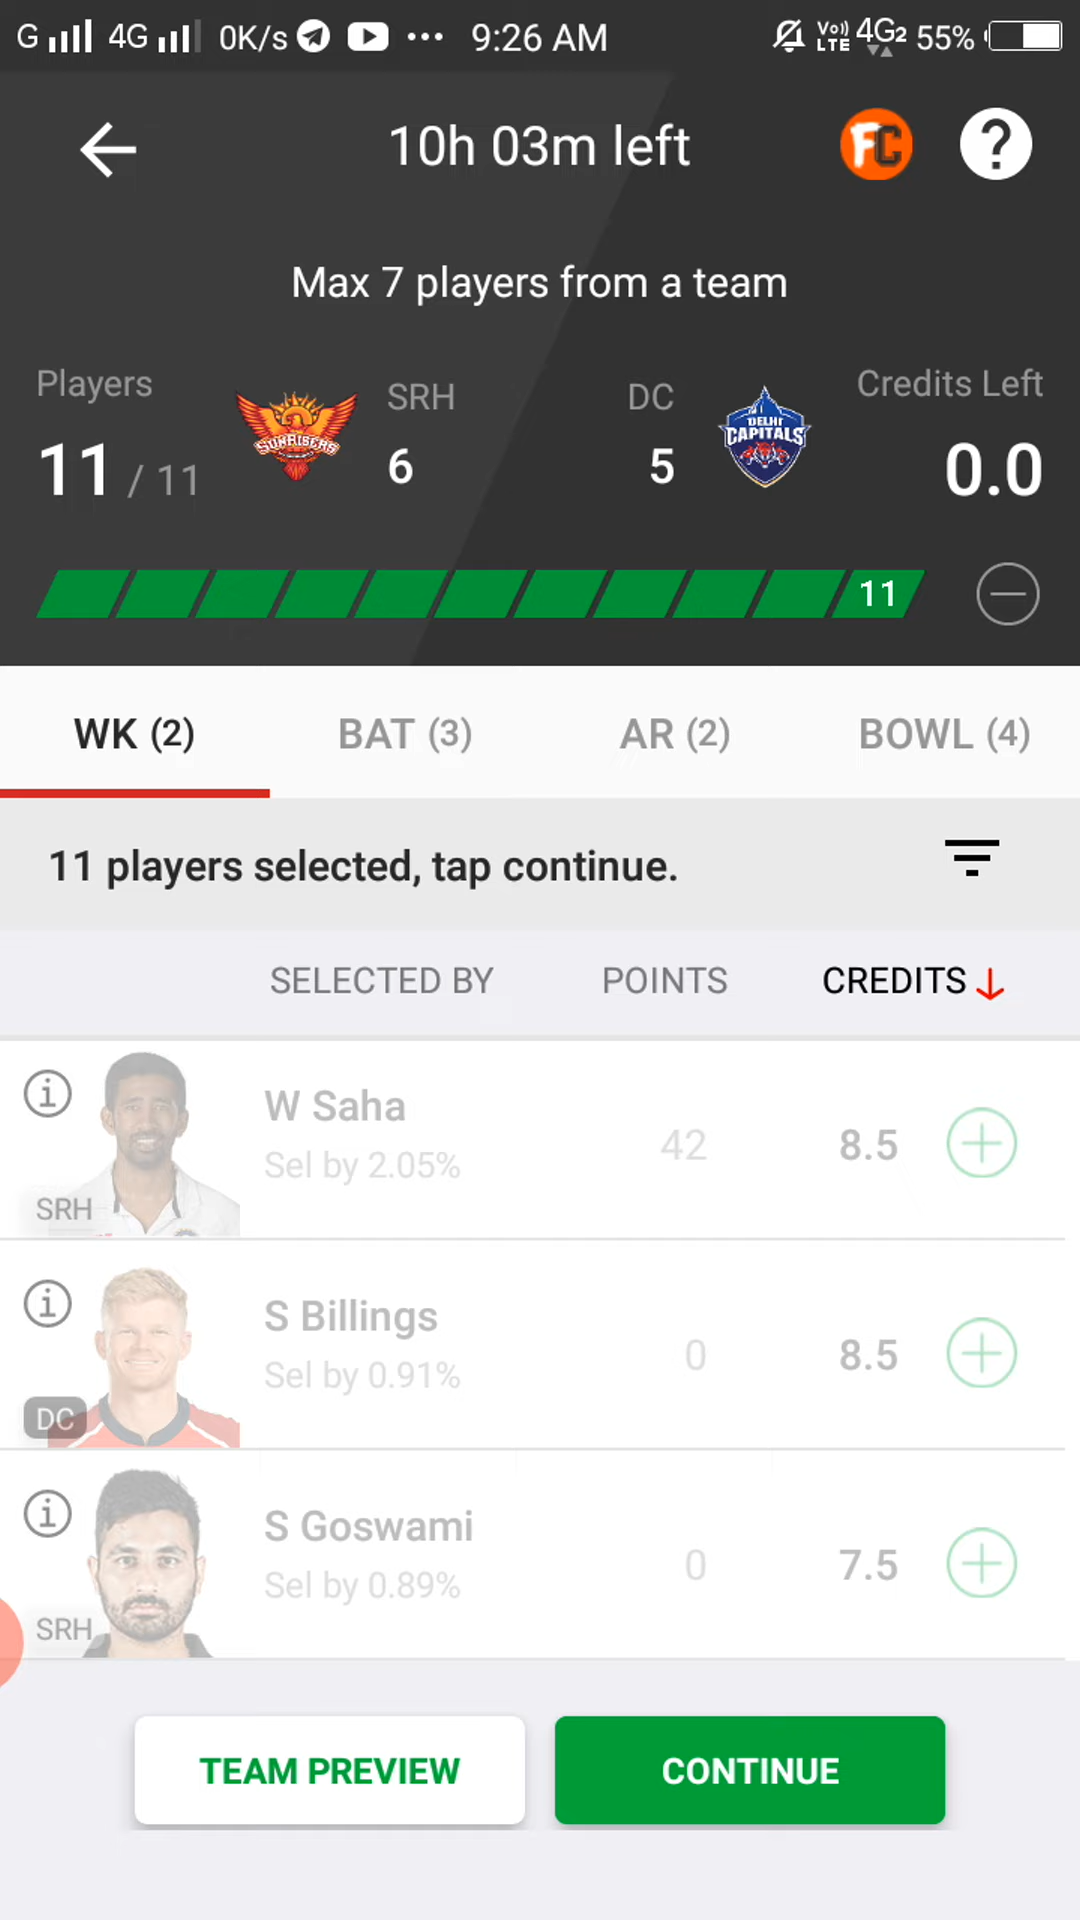 G 4G 0K/s ... 9:26 AM Vo)) LTE 4G2 55%
10h 03m left FC ?
Max 7 players from a team
Players SRH DC Credits Left
SUNRISERS DELHI CAPITALS
11 / 11 6 5 0.0
11
WK (2) BAT (3) AR (2) BOWL (4)
11 players selected, tap continue.
SELECTED BY POINTS CREDITS
W Saha
Sel by 2.05% 42 8.5
SRH
S Billings
Sel by 0.91% 0 8.5
DC
S Goswami
Sel by 0.89% 0 7.5
SRH
TEAM PREVIEW CONTINUE